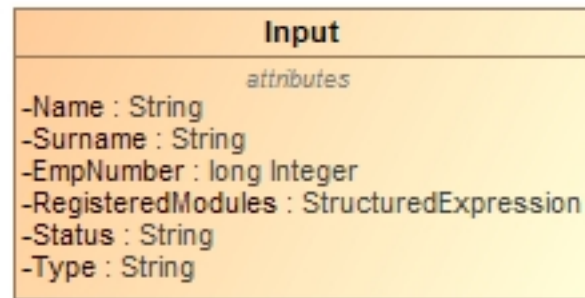 Input
attributes
-Name : String
-Surname : String
-EmpNumber : long Integer
-RegisteredModules : StructuredExpression
-Status : String
-Type : String